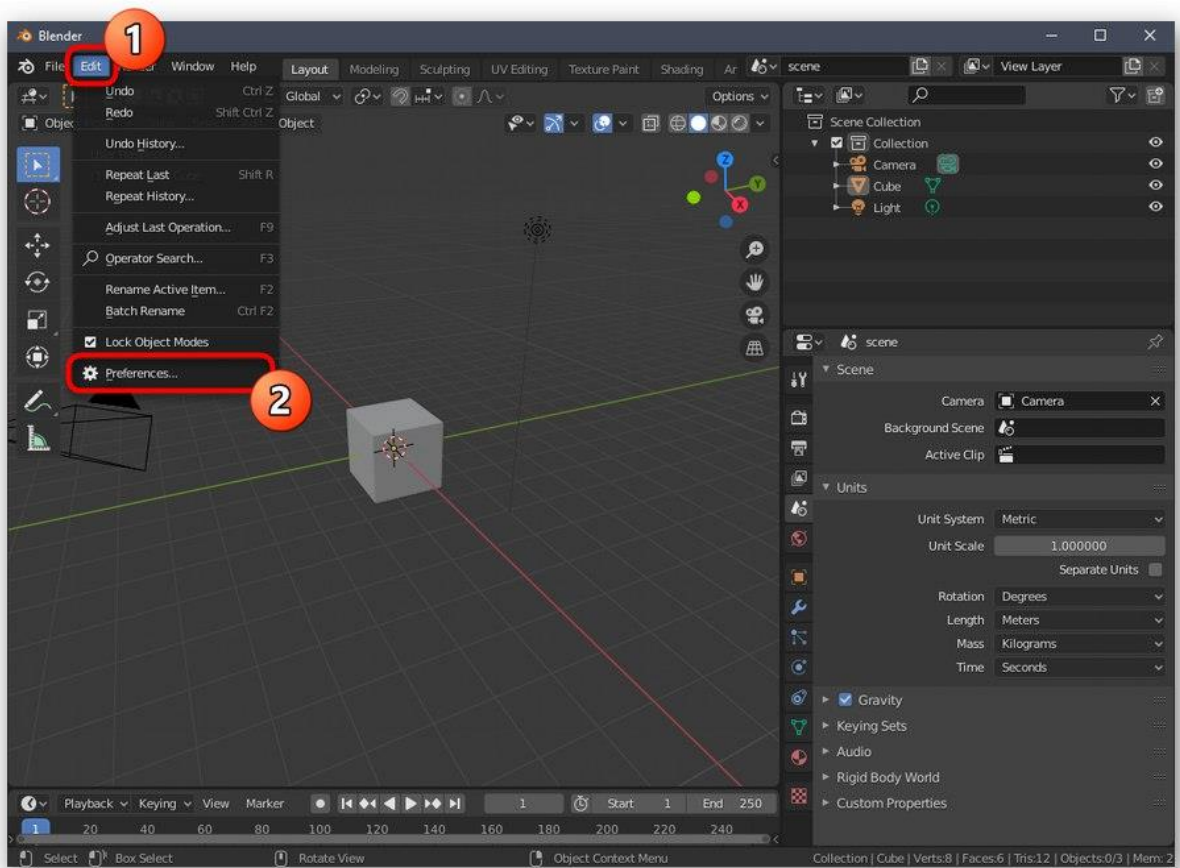 Blender
1
File Edit Window Help Layout Modeling Sculpting UV Editing Texture Paint Shading scene View Layer
Undo Ctrl Z
Redo Shift Ctrl Z
Undo History...
Repeat Last Shift R
Repeat History...
Adjust Last Operation... F9
Operator Search... F3
Rename Active Item... F2
Batch Rename Ctrl F2
Lock Object Modes
Preferences...
2
Global Options
Object
Z
Y
X
Scene Collection
Collection
Camera
Cube
Light
scene
Scene
Camera Camera
Background Scene
Active Clip
Units
Unit System Metric
Unit Scale 1.000000
Separate Units
Rotation Degrees
Length Meters
Mass Kilograms
Time Seconds
Gravity
Keying Sets
Audio
Rigid Body World
Custom Properties
Playback Keying View Marker 1 Start 1 End 250
1 20 40 60 80 100 120 140 160 180 200 220 240
Select Box Select Rotate View Object Context Menu Collection | Cube | Verts:8 | Faces:6 | Tris:12 | Objects:0/3 | Mem: 2